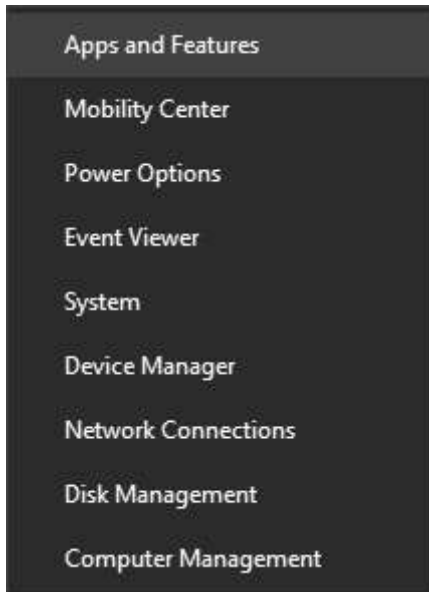 Apps and Features
Mobility Center
Power Options
Event Viewer
System
Device Manager
Network Connections
Disk Management
Computer Management